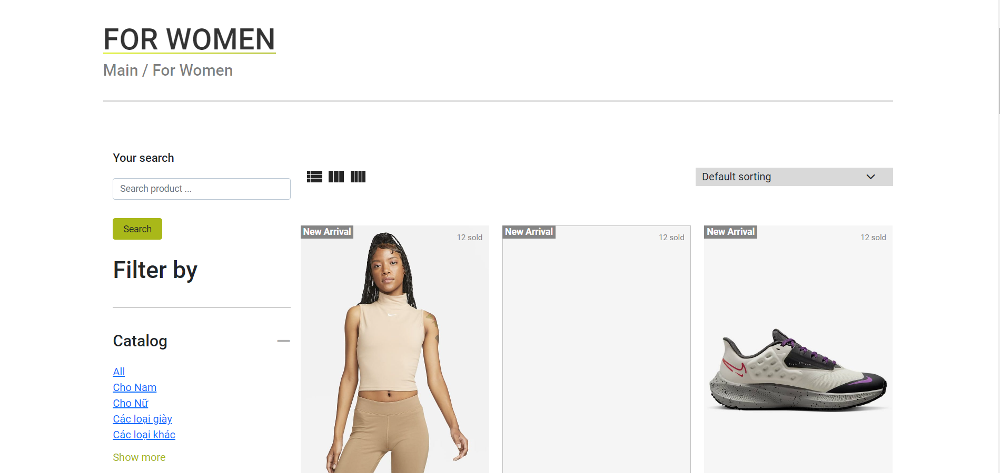 FOR WOMEN
Main / For Women
Your search
Search product ...
Search
Filter by
Catalog
All
Cho Nam
Cho Nữ
Các loại giày
Các loại khác
Show more
Default sorting
New Arrival
12 sold
New Arrival
12 sold
New Arrival
12 sold